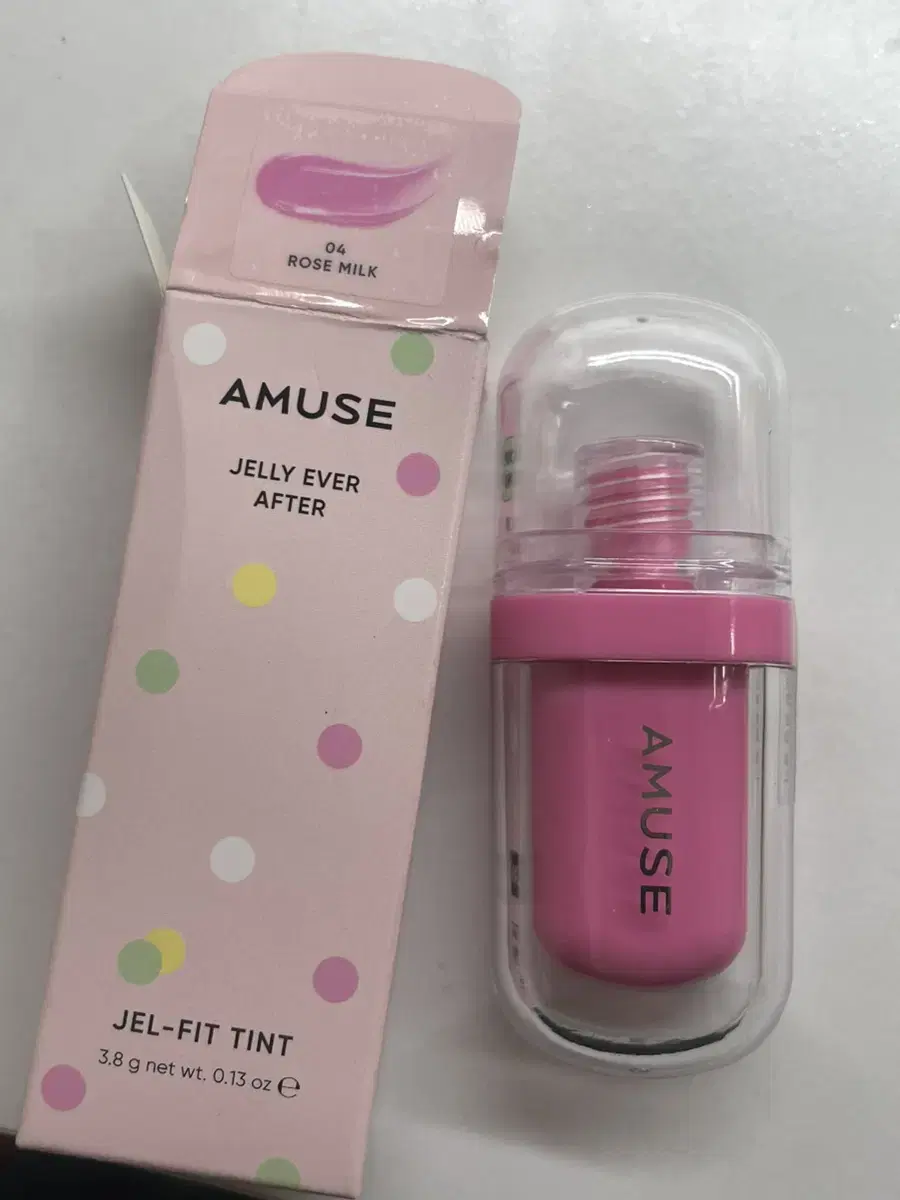 04
ROSE MILK
AMUSE
JELLY EVER
AFTER
JEL-FIT TINT
3.8 g net wt. 0.13 oz ℮
AMUSE